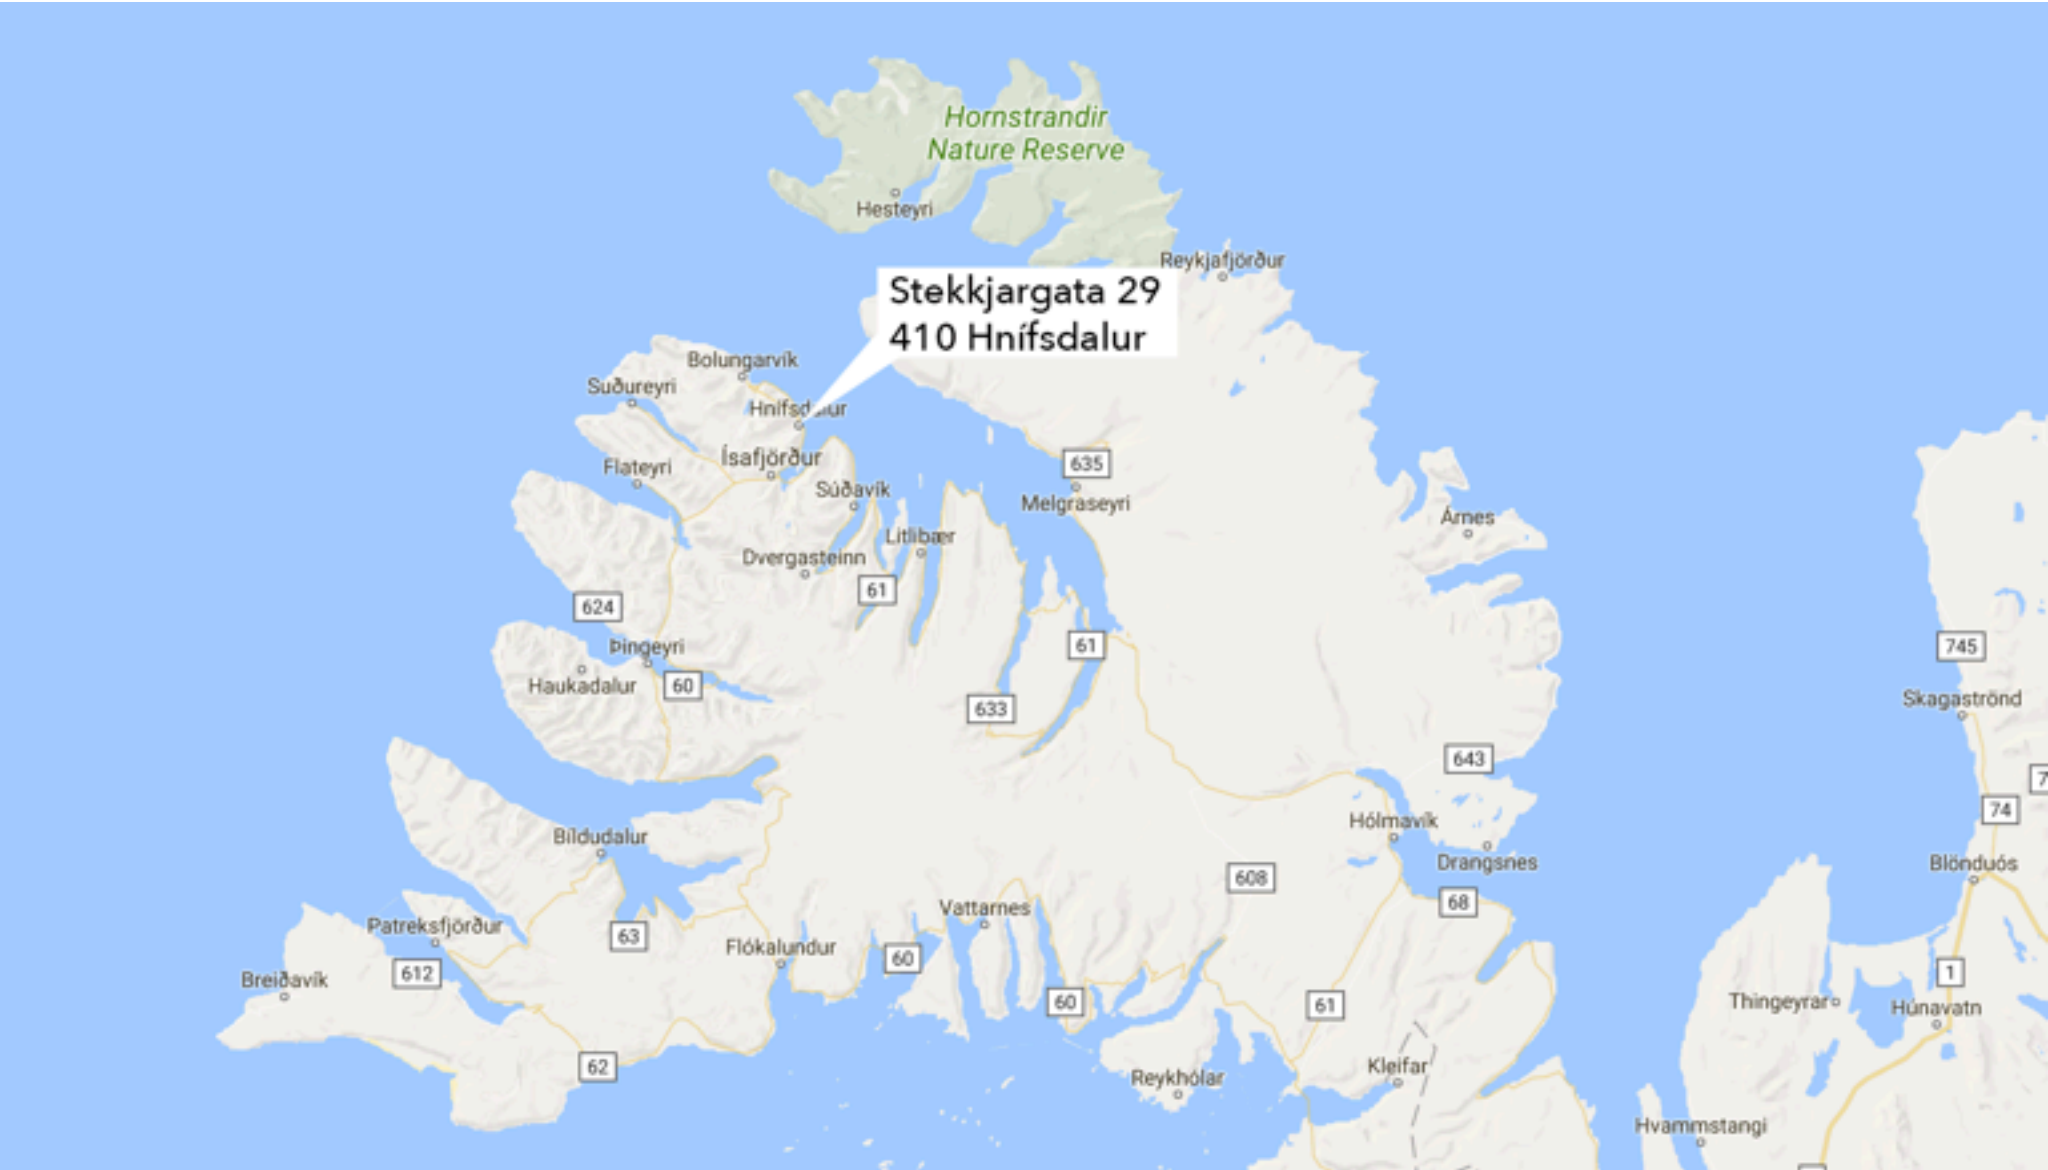 Hornstrandir
Nature Reserve
Hesteyri
Reykjafjörður
Stekkjargata 29
410 Hnífsdalur
Bolungarvík
Suðureyri
Hnífsdalur
Ísafjörður
Flateyri
Súðavík
635
Melgraseyri
Árnes
Litlibær
Dvergasteinn
61
624
Þingeyri
61
745
Haukadalur
60
633
Skagaströnd
643
74
Bíldudalur
Hólmavík
Drangsnes
Blönduós
608
68
Vattarnes
Patreksfjörður
63
Flókalundur
60
612
Breiðavík
1
60
61
Thingeyrar
Húnavatn
62
Kleifar
Reykhólar
Hvammstangi